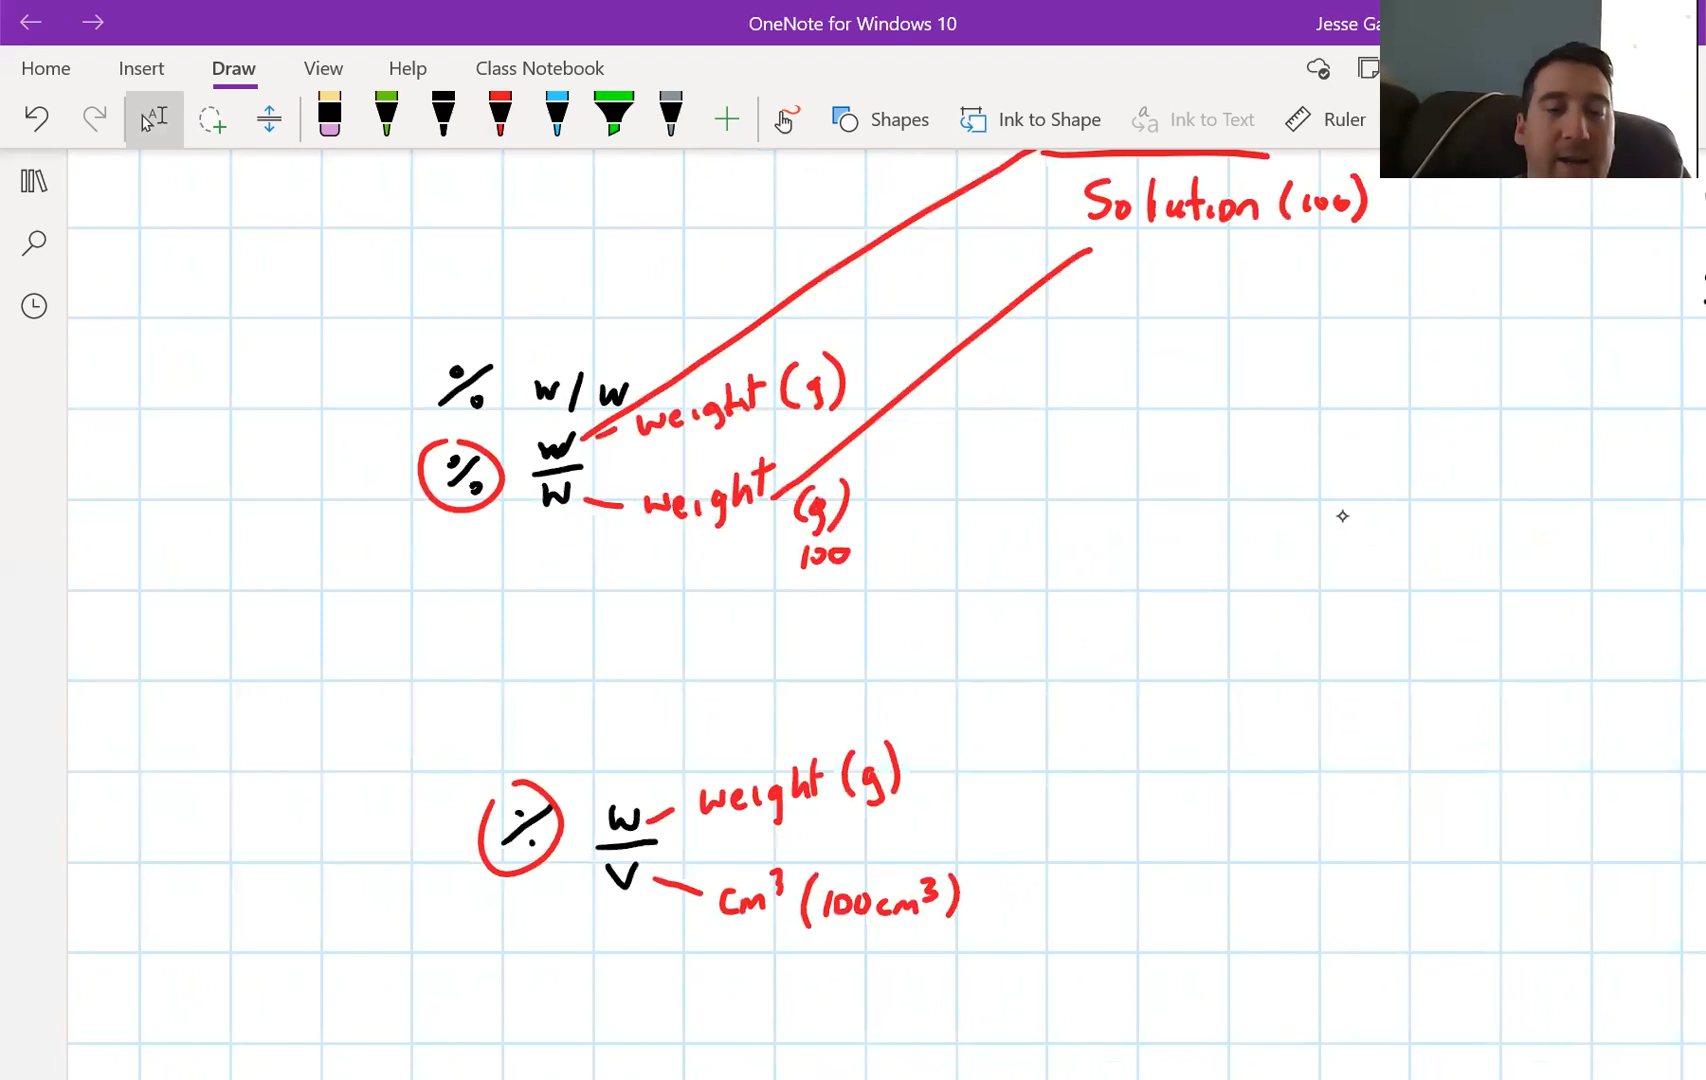 OneNote for Windows 10
Jesse Ga
Home Insert Draw View Help Class Notebook
Shapes Ink to Shape Ink to Text Ruler
Solution (100)
% w/w
weight (g)
% w
w
weight (g)
100
weight (g)
% w
v
cm³ (100cm³)